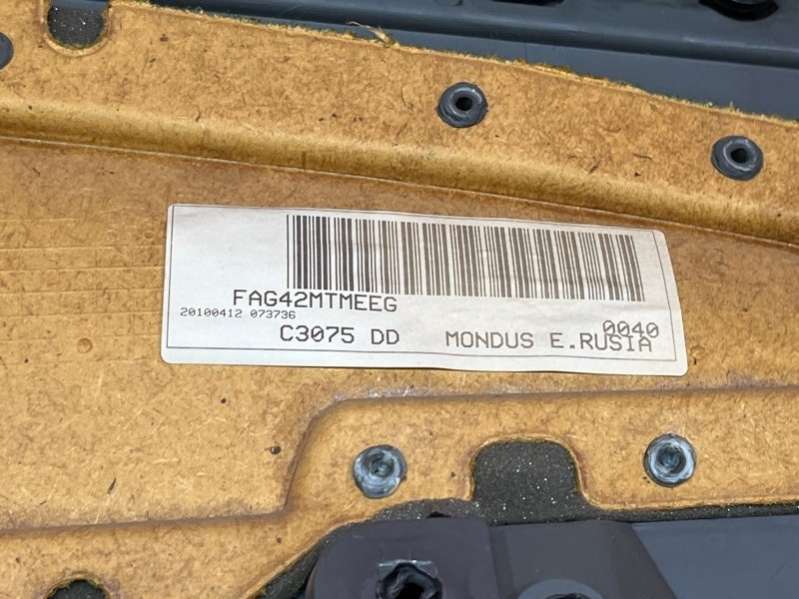 FAG42MTMEEG
20100412 073736
0040
C3075 DD MONDUS E.RUSIA